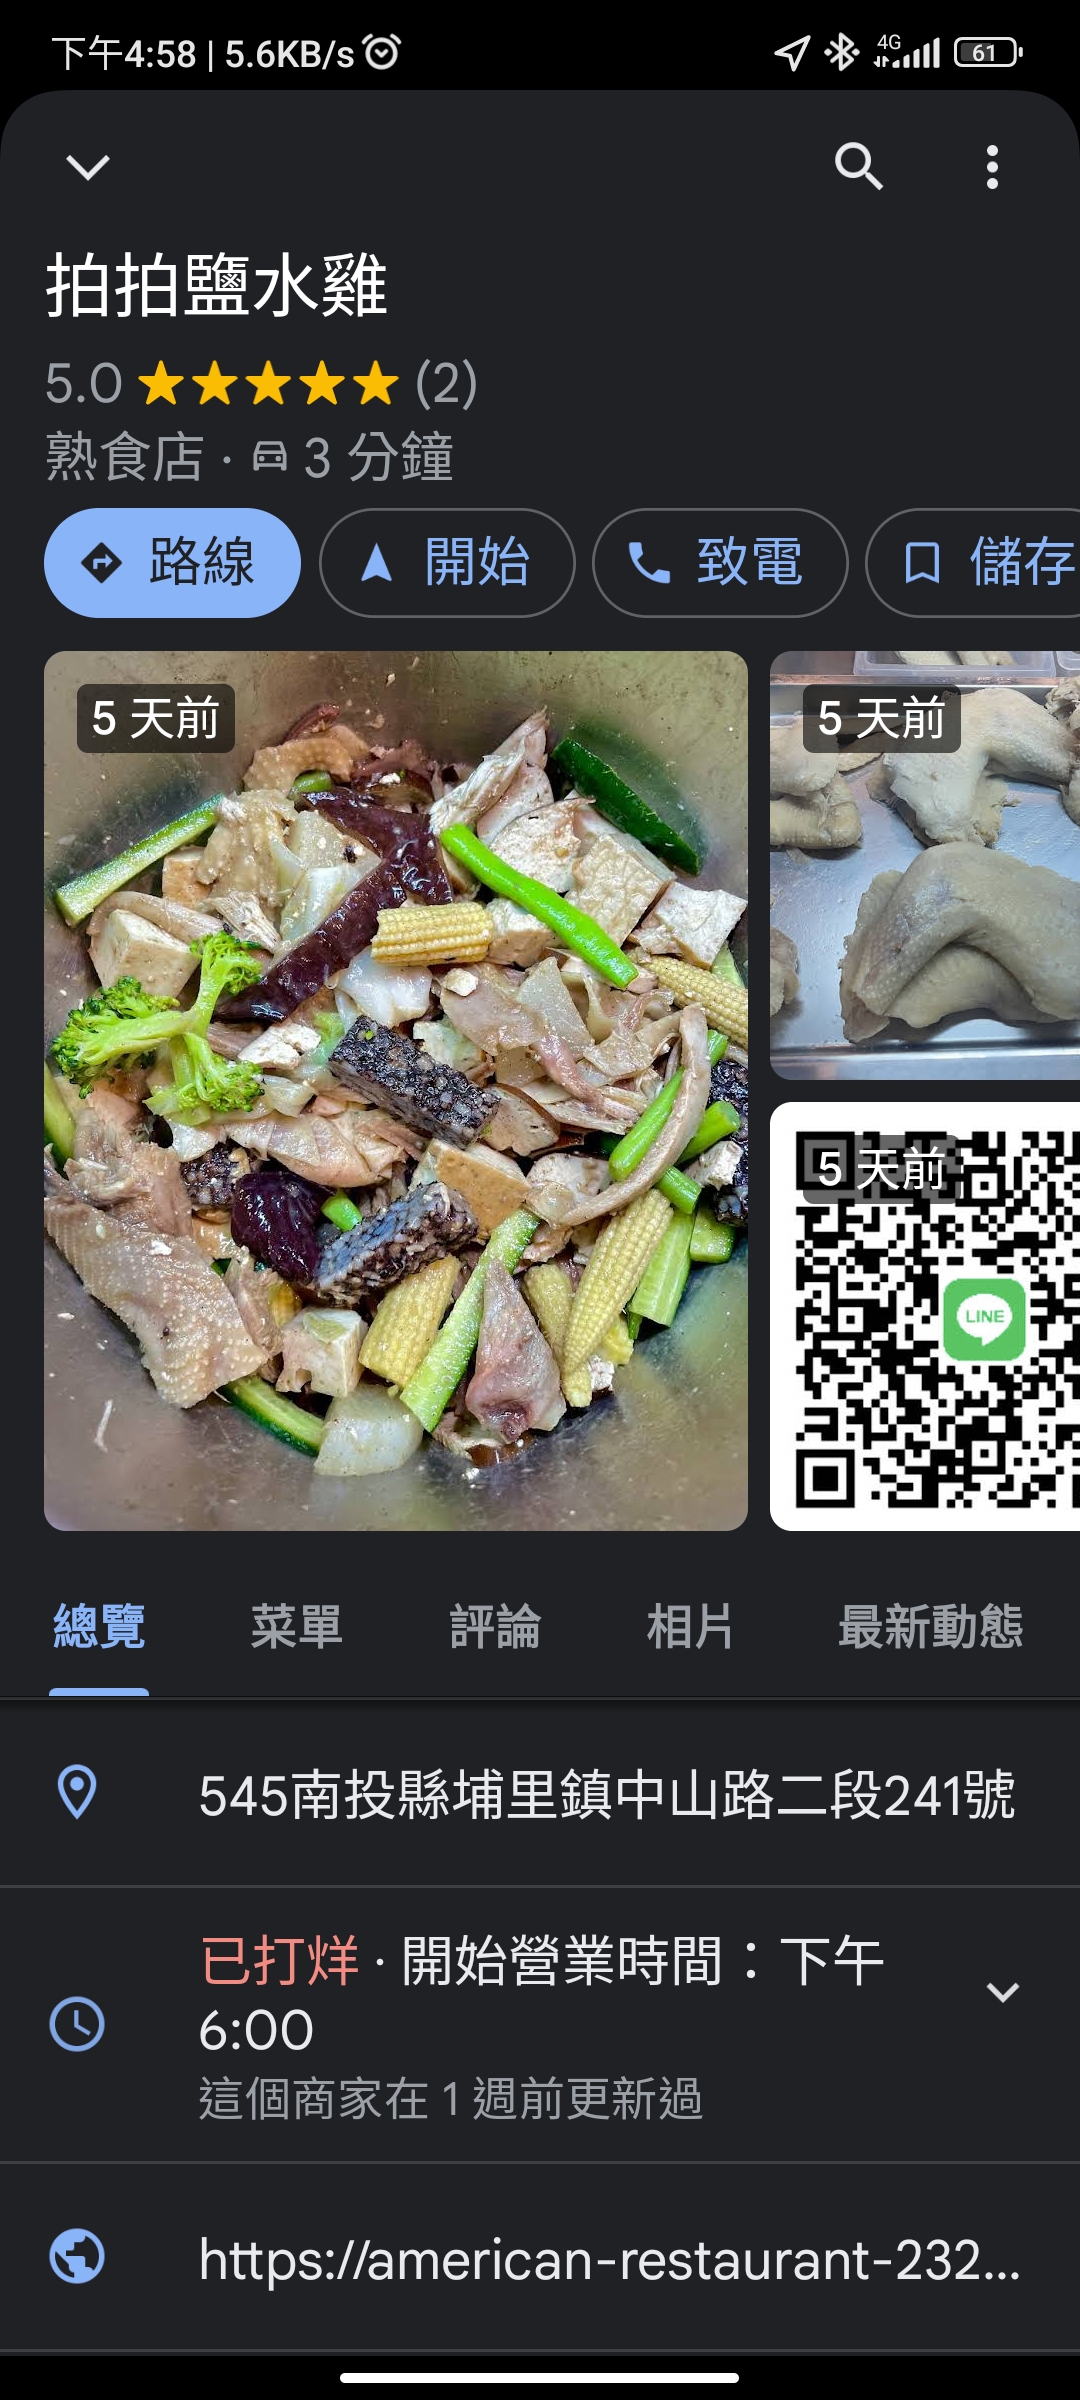 下午4:58 | 5.6KB/s
4G
61
拍拍鹽水雞
5.0 (2)
熟食店 · 3 分鐘
路線
開始
致電
儲存
5 天前
5 天前
5 天前
LINE
總覽
菜單
評論
相片
最新動態
545南投縣埔里鎮中山路二段241號
已打烊 · 開始營業時間：下午
6:00
這個商家在 1 週前更新過
https://american-restaurant-232...